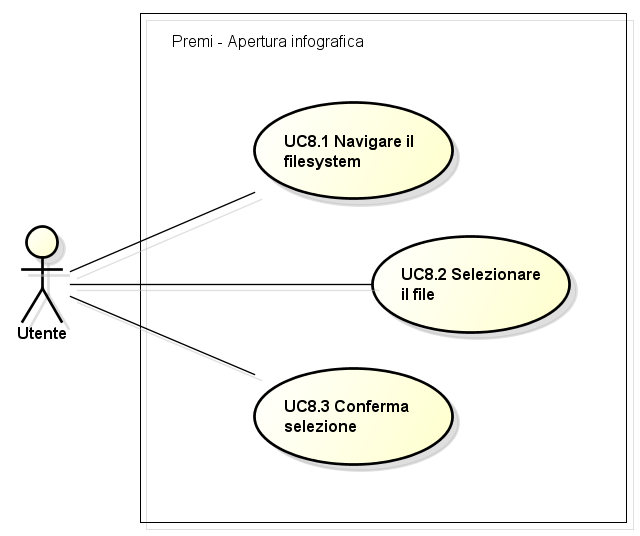 Premi - Apertura infografica
UC8.1 Navigare il
filesystem
UC8.2 Selezionare
il file
Utente
UC8.3 Conferma
selezione